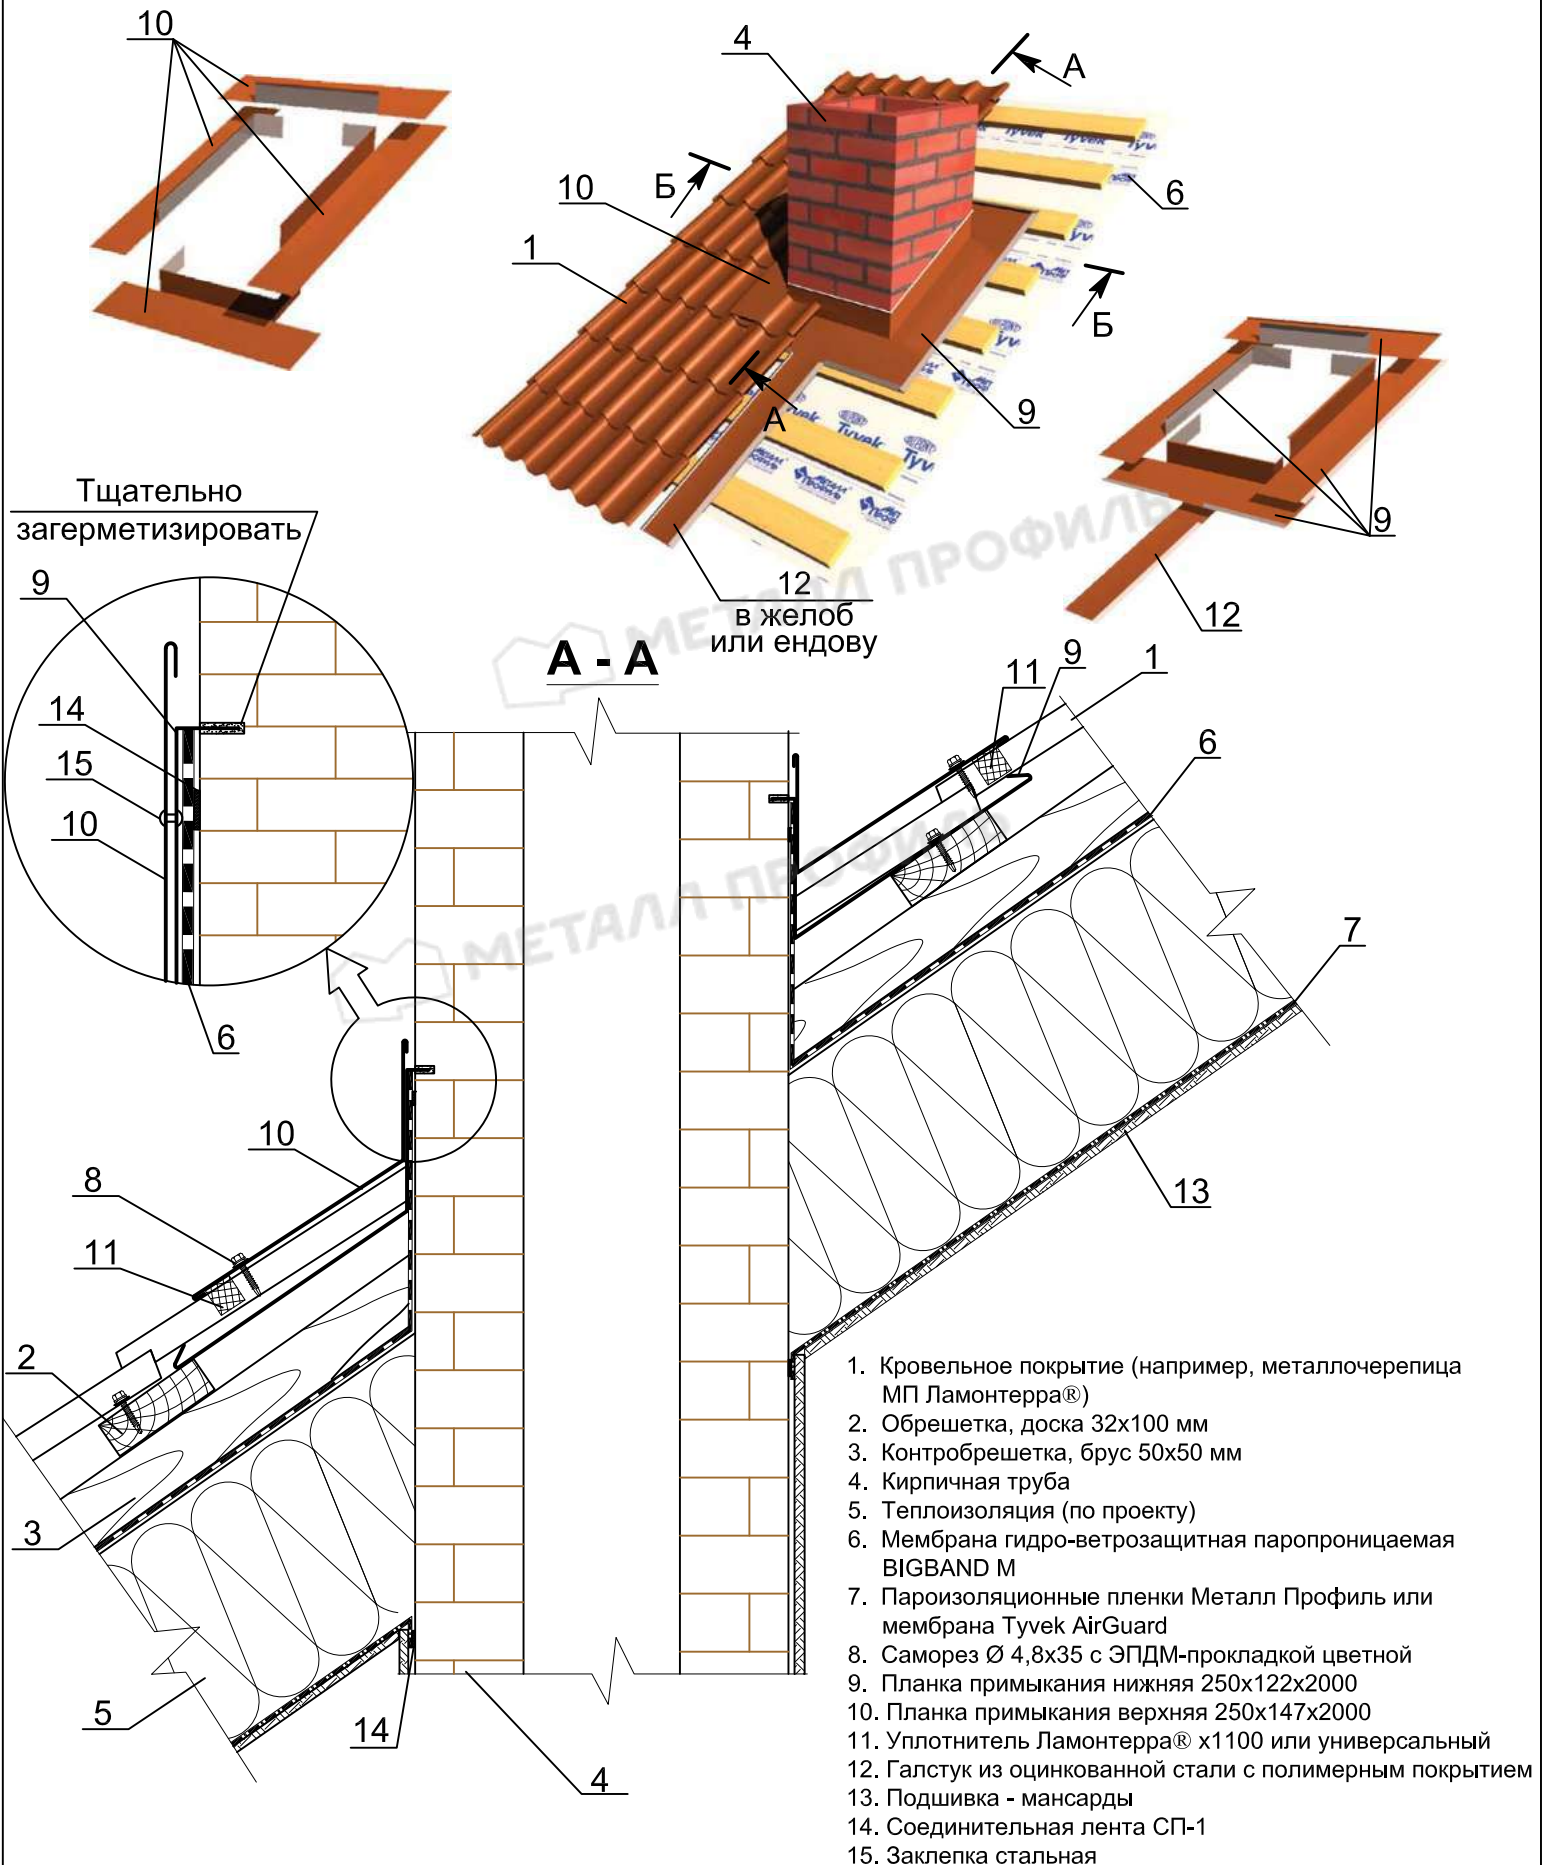 10
4
А
Б
10
6
1
Б
9
А
Тщательно
загерметизировать
12
в желоб
или ендову
9
12
МЕТАЛЛ ПРОФИЛЬ
А - А
9
14
15
10
6
11
9
1
6
7
МЕТАЛЛ ПРОФИЛЬ
10
8
11
2
3
5
14
4
13
1. Кровельное покрытие (например, металлочерепица
МП Ламонтерра®)
2. Обрешетка, доска 32х100 мм
3. Контробрешетка, брус 50х50 мм
4. Кирпичная труба
5. Теплоизоляция (по проекту)
6. Мембрана гидро-ветрозащитная паропроницаемая
BIGBAND М
7. Пароизоляционные пленки Металл Профиль или
мембрана Tyvek AirGuard
8. Саморез Ø 4,8х35 с ЭПДМ-прокладкой цветной
9. Планка примыкания нижняя 250х122х2000
10. Планка примыкания верхняя 250х147х2000
11. Уплотнитель Ламонтерра® х1100 или универсальный
12. Галстук из оцинкованной стали с полимерным покрытием
13. Подшивка - мансарды
14. Соединительная лента СП-1
15. Заклепка стальная